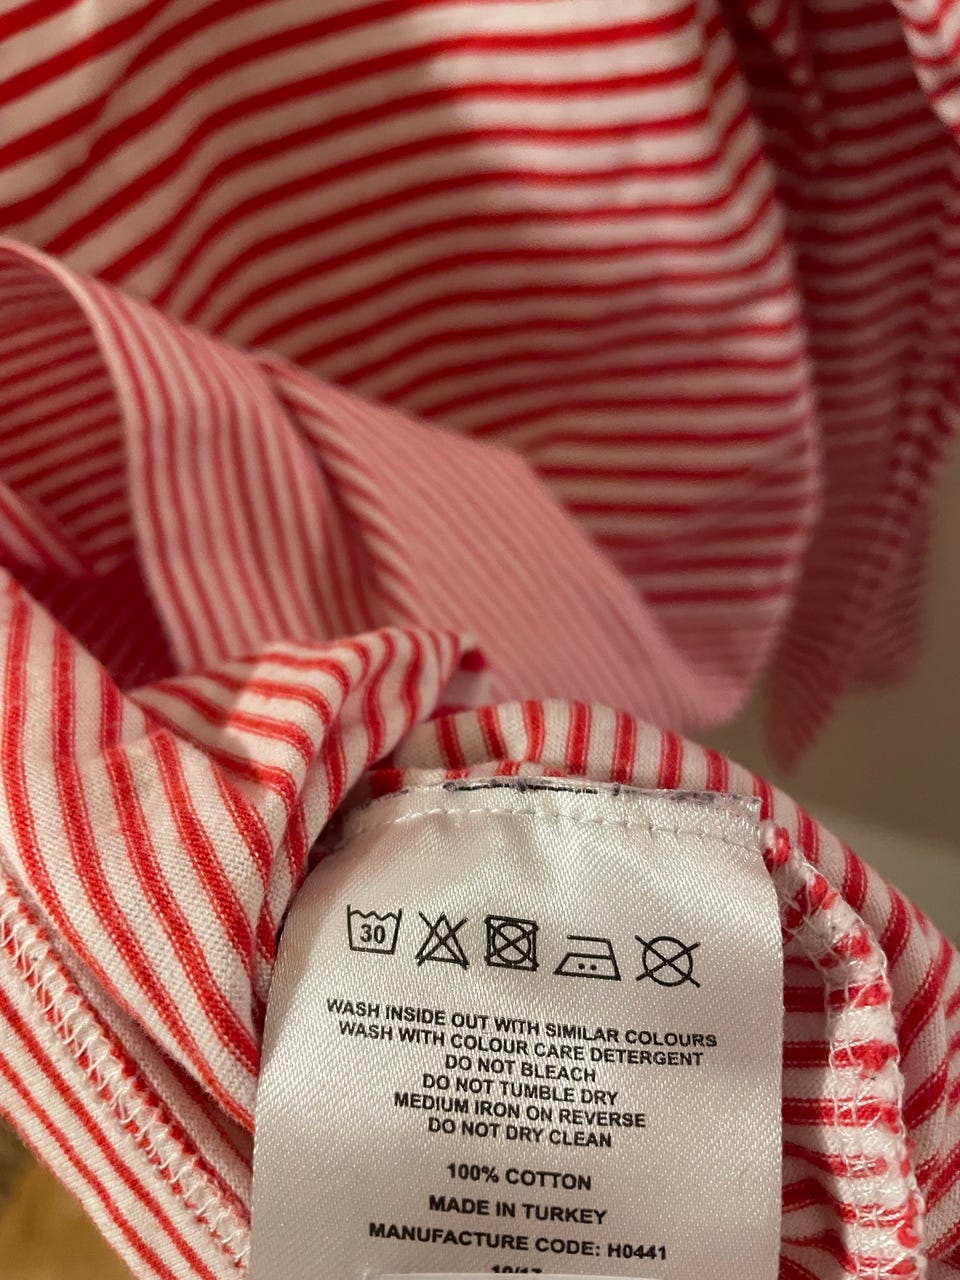 30
WASH INSIDE OUT WITH SIMILAR COLOURS
WASH WITH COLOUR CARE DETERGENT
DO NOT BLEACH
DO NOT TUMBLE DRY
MEDIUM IRON ON REVERSE
DO NOT DRY CLEAN
100% COTTON
MADE IN TURKEY
MANUFACTURE CODE: H0441